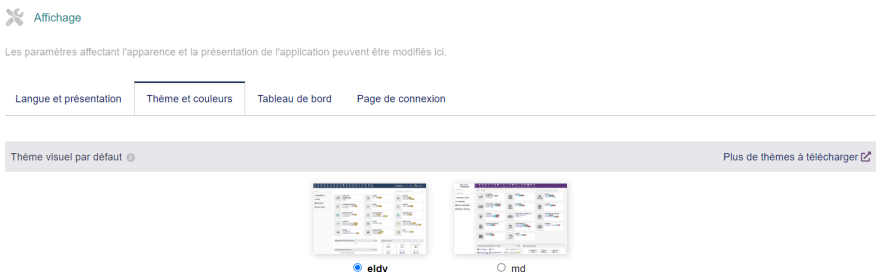 Affichage
Les paramètres affectant l'apparence et la présentation de l'application peuvent être modifiés ici.
Langue et présentation Thème et couleurs Tableau de bord Page de connexion
Thème visuel par défaut Plus de thèmes à télécharger
eldy md